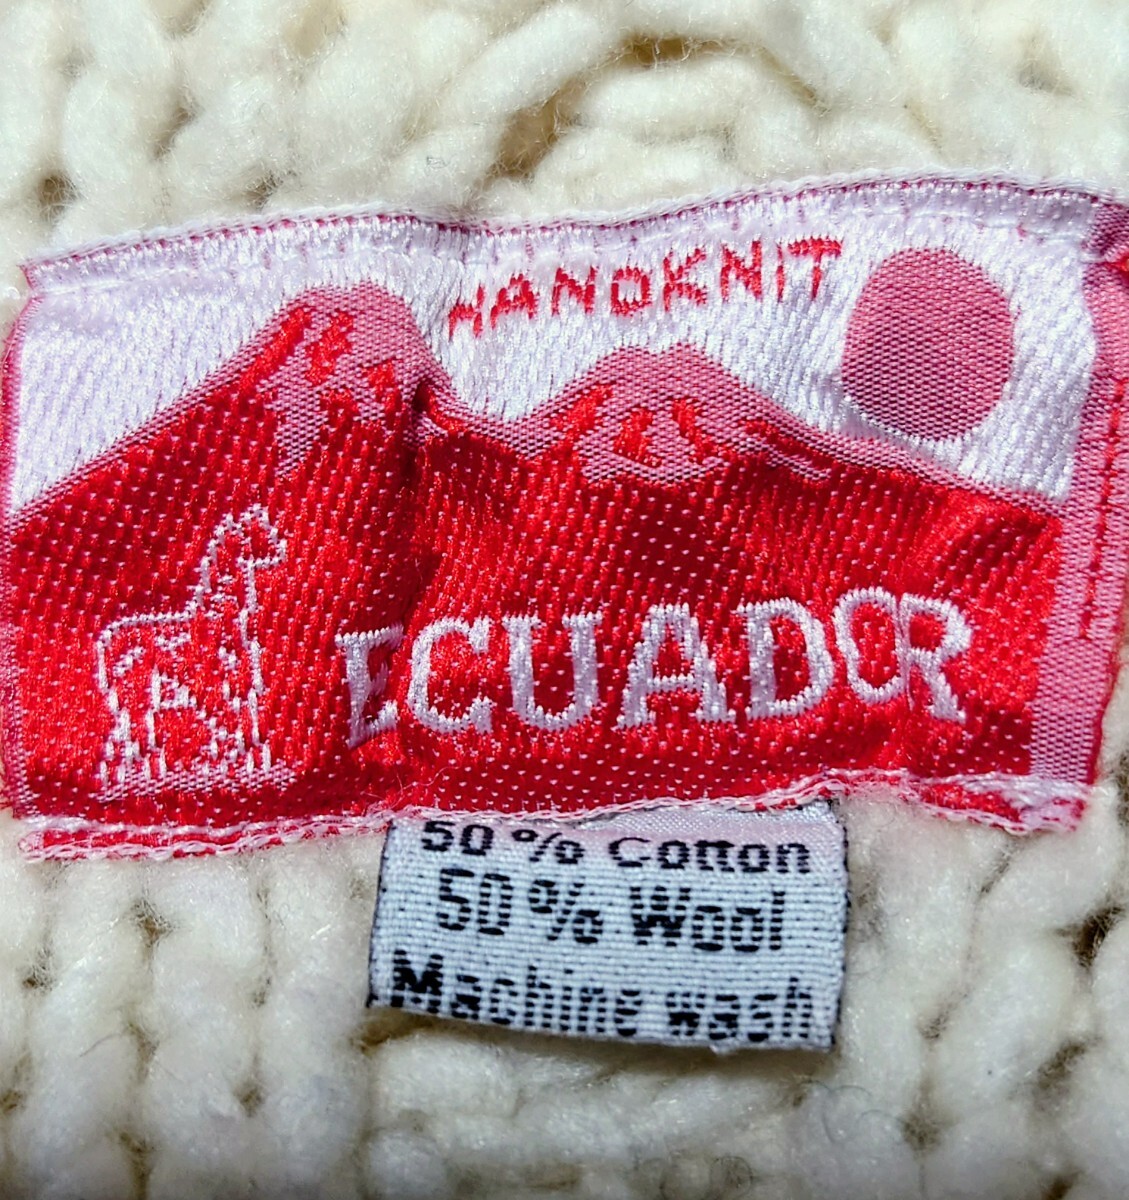 HANDKNIT
ECUADOR
50% Cotton
50% Wool
Machine wash